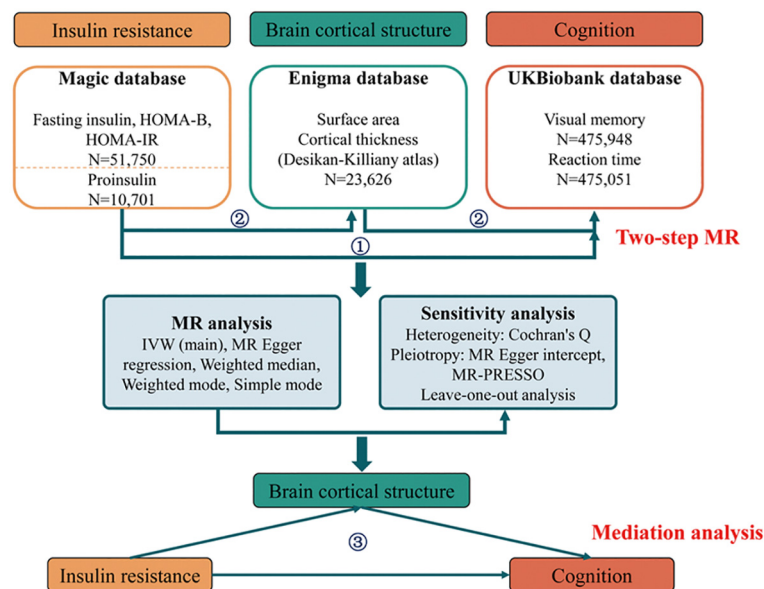 Insulin resistance
Brain cortical structure
Cognition
Magic database
Fasting insulin, HOMA-B,
HOMA-IR
N=51,750
Proinsulin
N=10,701
Enigma database
Surface area
Cortical thickness
(Desikan-Killiany atlas)
N=23,626
UKBiobank database
Visual memory
N=475,948
Reaction time
N=475,051
②
②
①
Two-step MR
MR analysis
IVW (main), MR Egger
regression, Weighted median,
Weighted mode, Simple mode
Sensitivity analysis
Heterogeneity: Cochran's Q
Pleiotropy: MR Egger intercept,
MR-PRESSO
Leave-one-out analysis
Brain cortical structure
Mediation analysis
③
Insulin resistance
Cognition